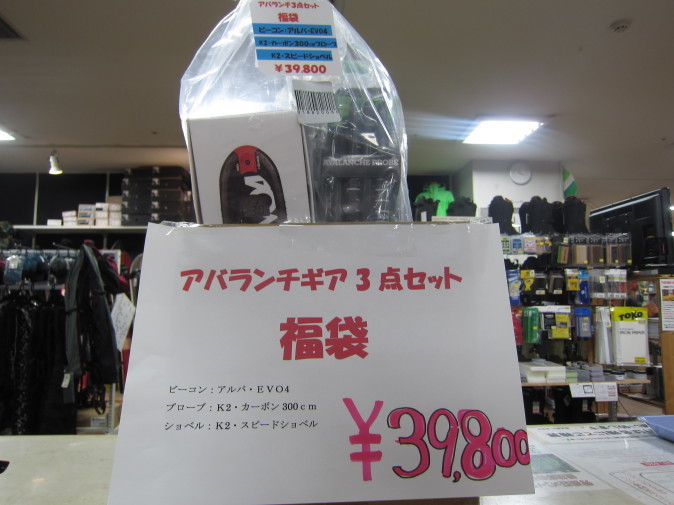 アバランチ3点セット
福袋
ビーコン:アルバ・EVO4
K2・カーボン300cmプローブ
K2・スピードショベル
¥39,800
AVALANCHE PROBE
アバランチギア3点セット
福袋
ビーコン:アルバ・EVO4
プローブ:K2・カーボン300cm
ショベル:K2・スピードショベル
¥39,800
TOKO